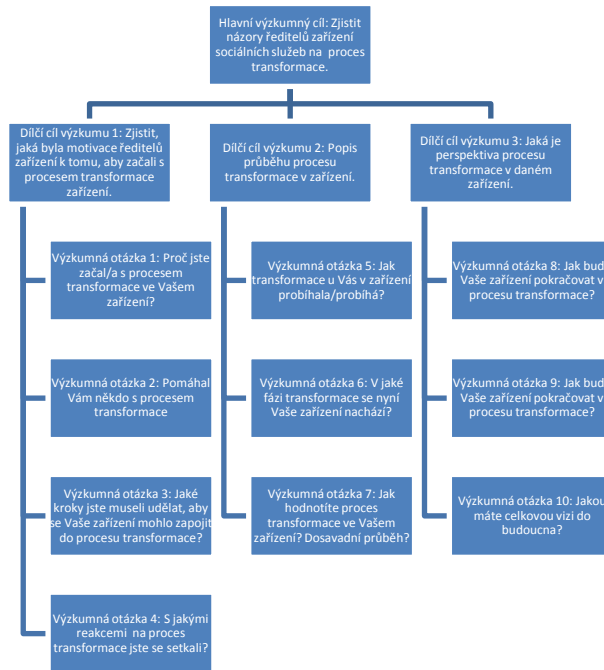 Hlavní výzkumný cíl: Zjistit
názory ředitelů zařízení
sociálních služeb na  proces
transformace.
Dílčí cíl výzkumu 1: Zjistit,
jaká byla motivace ředitelů
zařízení k tomu, aby začali s
procesem transformace
zařízení.
Výzkumná otázka 1: Proč jste
začal/a s procesem
transformace ve Vašem
zařízení?
Výzkumná otázka 2: Pomáhal
Vám někdo s procesem
transformace
Výzkumná otázka 3: Jaké
kroky jste museli udělat, aby
se Vaše zařízení mohlo zapojit
do procesu transformace?
Výzkumná otázka 4: S jakými
reakcemi  na proces
transformace jste se setkali?
Dílčí cíl výzkumu 2: Popis
průběhu procesu
transformace v zařízení.
Výzkumná otázka 5: Jak
transformace u Vás v zařízení
probíhala/probíhá?
Výzkumná otázka 6: V jaké
fázi transformace se nyní
Vaše zařízení nachází?
Výzkumná otázka 7: Jak
hodnotíte proces
transformace ve Vašem
zařízení? Dosavadní průběh?
Dílčí cíl výzkumu 3: Jaká je
perspektiva procesu
transformace v daném
zařízení.
Výzkumná otázka 8: Jak bud
Vaše zařízení pokračovat v
procesu transformace?
Výzkumná otázka 9: Jak bud
Vaše zařízení pokračovat v
procesu transformace?
Výzkumná otázka 10: Jakou
máte celkovou vizi do
budoucna?